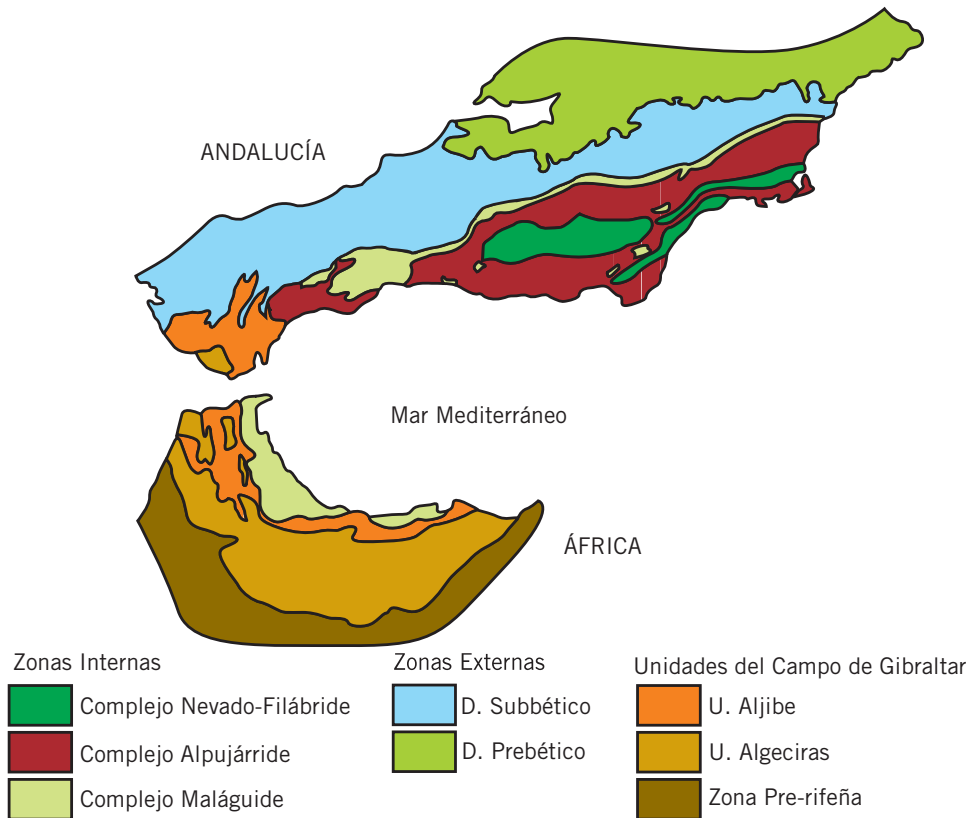 ANDALUCÍA
Mar Mediterráneo
ÁFRICA
Zonas Internas
Complejo Nevado-Filábride
Complejo Alpujárride
Complejo Maláguide
Zonas Externas
D. Subbético
D. Prebético
Unidades del Campo de Gibraltar
U. Aljibe
U. Algeciras
Zona Pre-rifeña